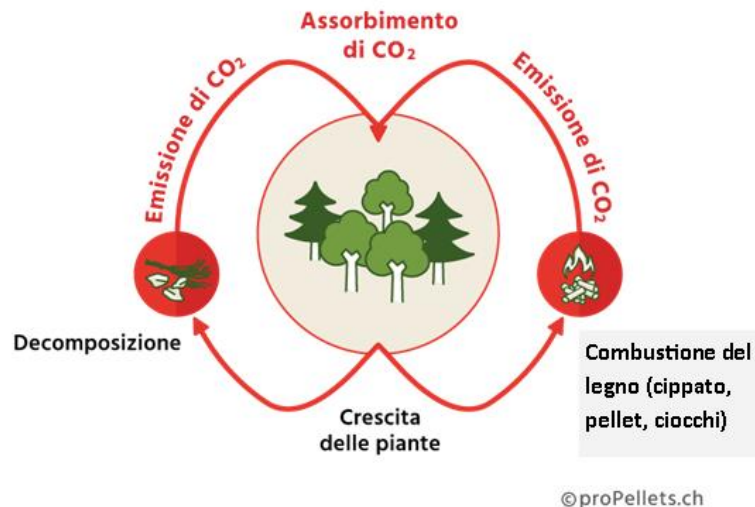 Assorbimento
di CO₂
Emissione di CO₂
Emissione di CO₂
Decomposizione
Combustione del
legno (cippato,
pellet, ciocchi)
Crescita
delle piante
©proPellets.ch